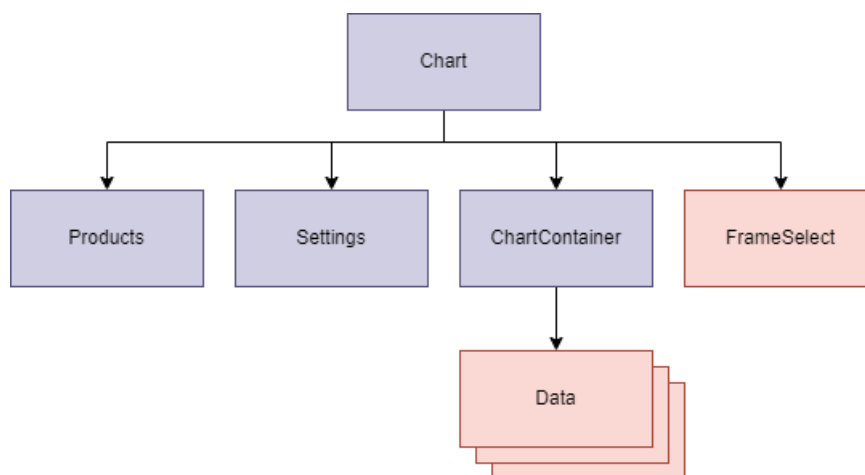 Chart
Products
Settings
ChartContainer
FrameSelect
Data